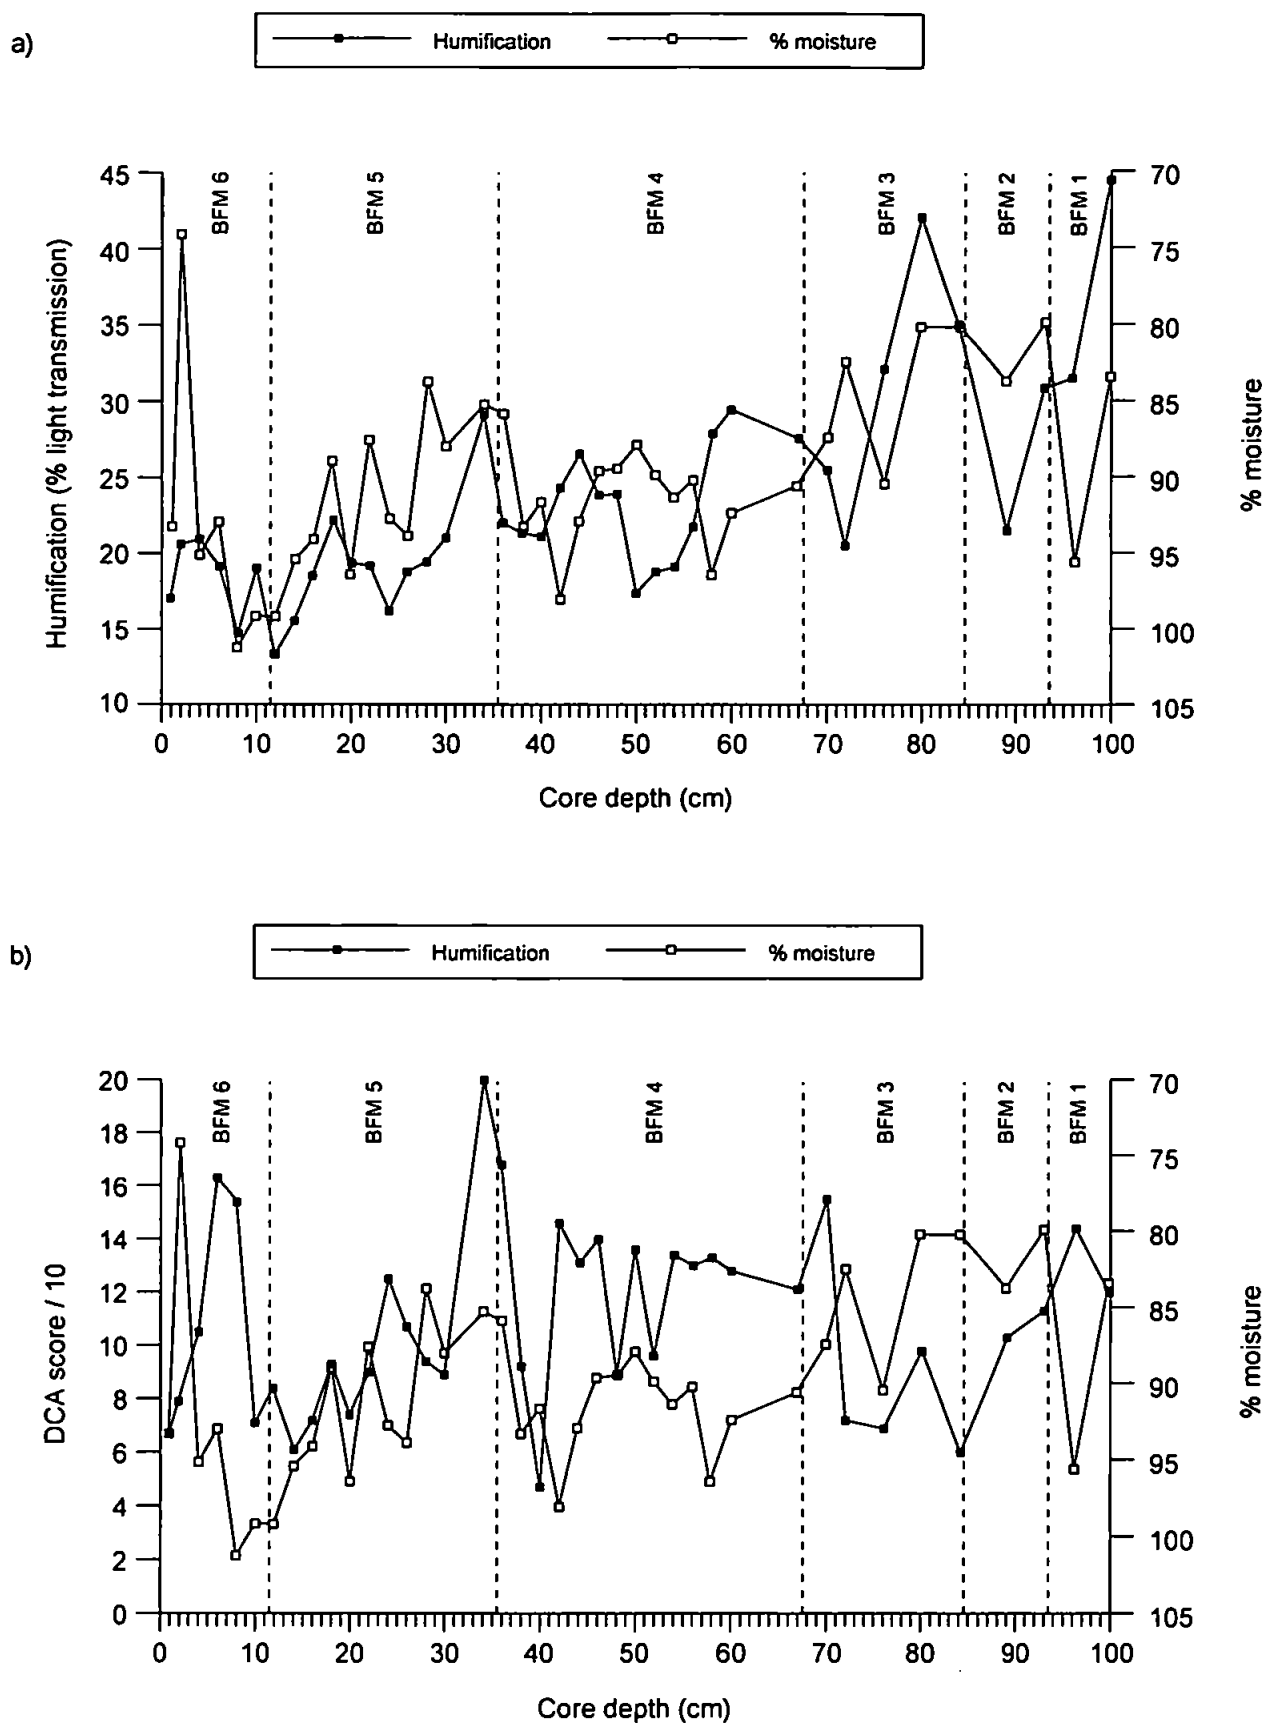 a)
Humification % moisture
BFM 6 BFM 5 BFM 4 BFM 3 BFM 2 BFM 1
45 40 35 30 25 20 15 10
Humification (% light transmission)
70 75 80 85 90 95 100 105
% moisture
0 10 20 30 40 50 60 70 80 90 100
Core depth (cm)
b)
Humification % moisture
BFM 6 BFM 5 BFM 4 BFM 3 BFM 2 BFM 1
20 18 16 14 12 10 8 6 4 2 0
DCA score / 10
70 75 80 85 90 95 100 105
% moisture
0 10 20 30 40 50 60 70 80 90 100
Core depth (cm)